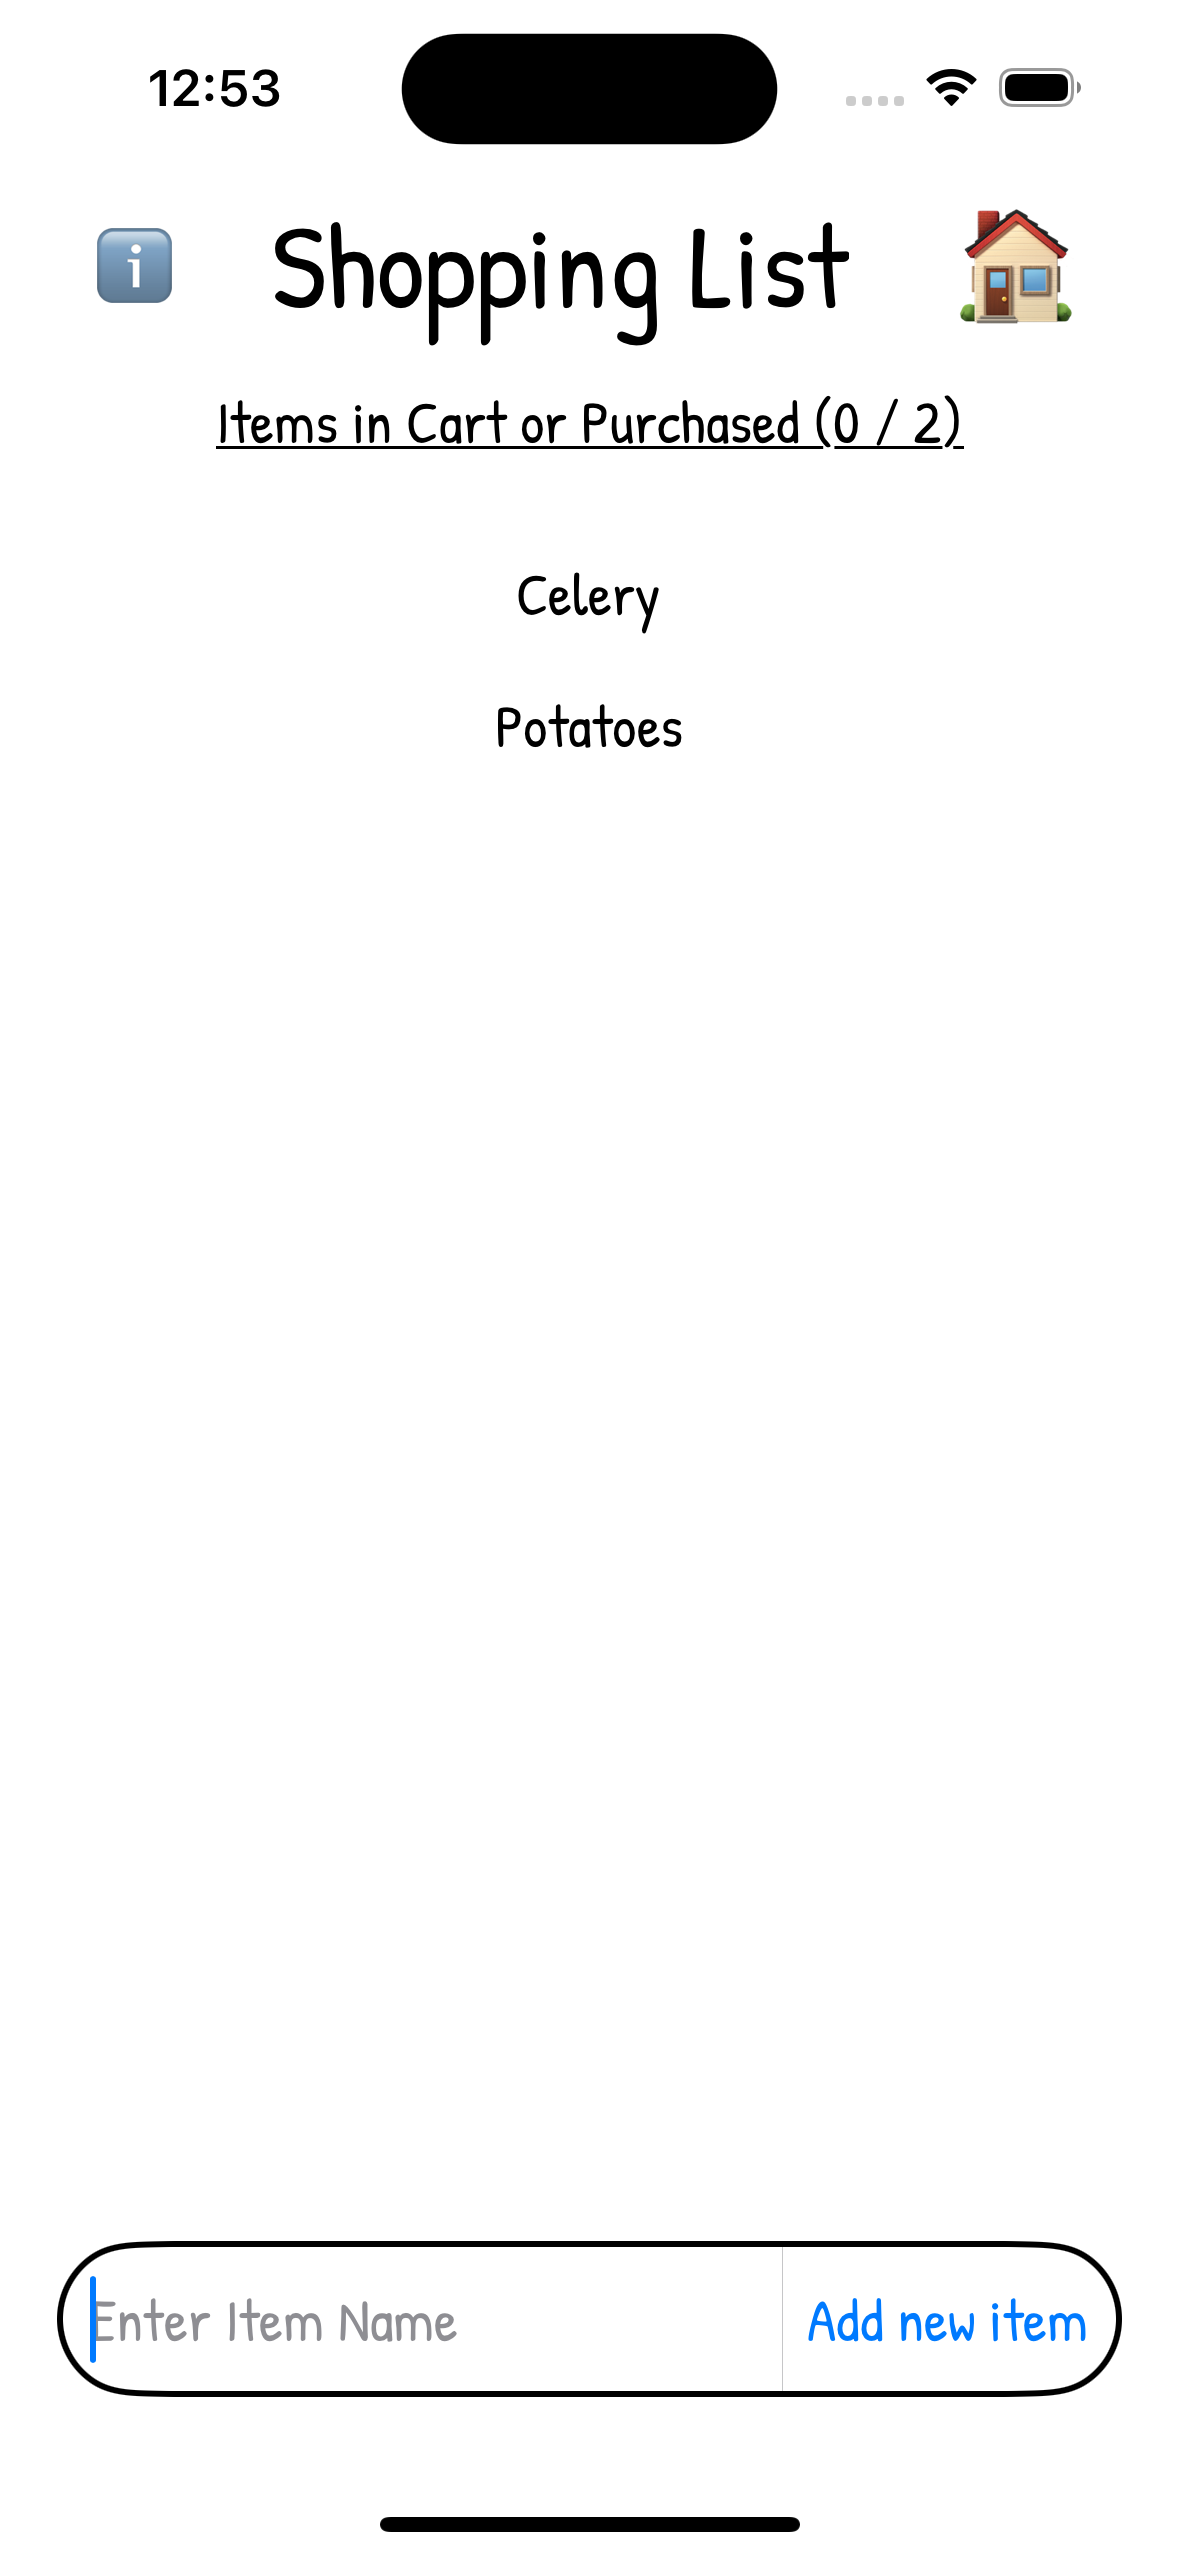 12:53
i Shopping List
Items in Cart or Purchased (0 / 2)
Celery
Potatoes
Enter Item Name Add new item